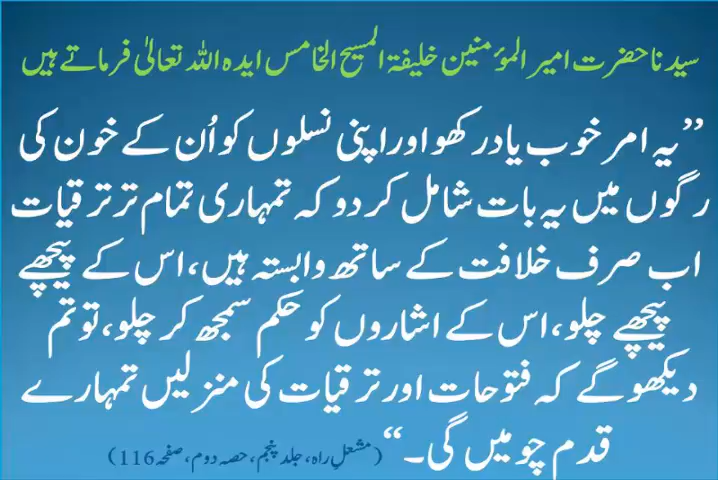 سیدنا حضرت امیر المؤمنین خلیفۃ المسیح الخامس ایدہ اللہ تعالیٰ فرماتے ہیں
”یہ امر خوب یاد رکھو اور اپنی نسلوں کو اُن کے خون کی
رگوں میں یہ بات شامل کر دو کہ تمہاری تمام تر ترقیات
اب صرف خلافت کے ساتھ وابستہ ہیں، اس کے پیچھے
پیچھے چلو، اس کے اشاروں کو حکم سمجھ کر چلو، تو تم
دیکھو گے کہ فتوحات اور ترقیات کی منزلیں تمہارے
قدم چومیں گی۔“ (مشعلِ راہ، جلد پنجم، حصہ دوم، صفحہ 116)